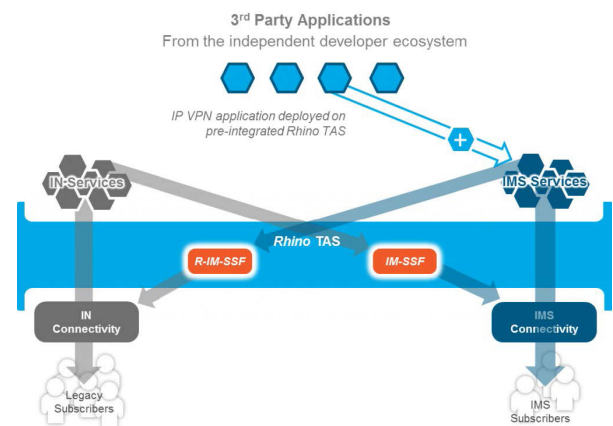 3rd Party Applications
From the independent developer ecosystem
IP VPN application deployed on
pre-integrated Rhino TAS
+
IN-Services
IMS Services
Rhino TAS
R-IM-SSF
IM-SSF
IN
Connectivity
IMS
Connectivity
Legacy
Subscribers
IMS
Subscribers